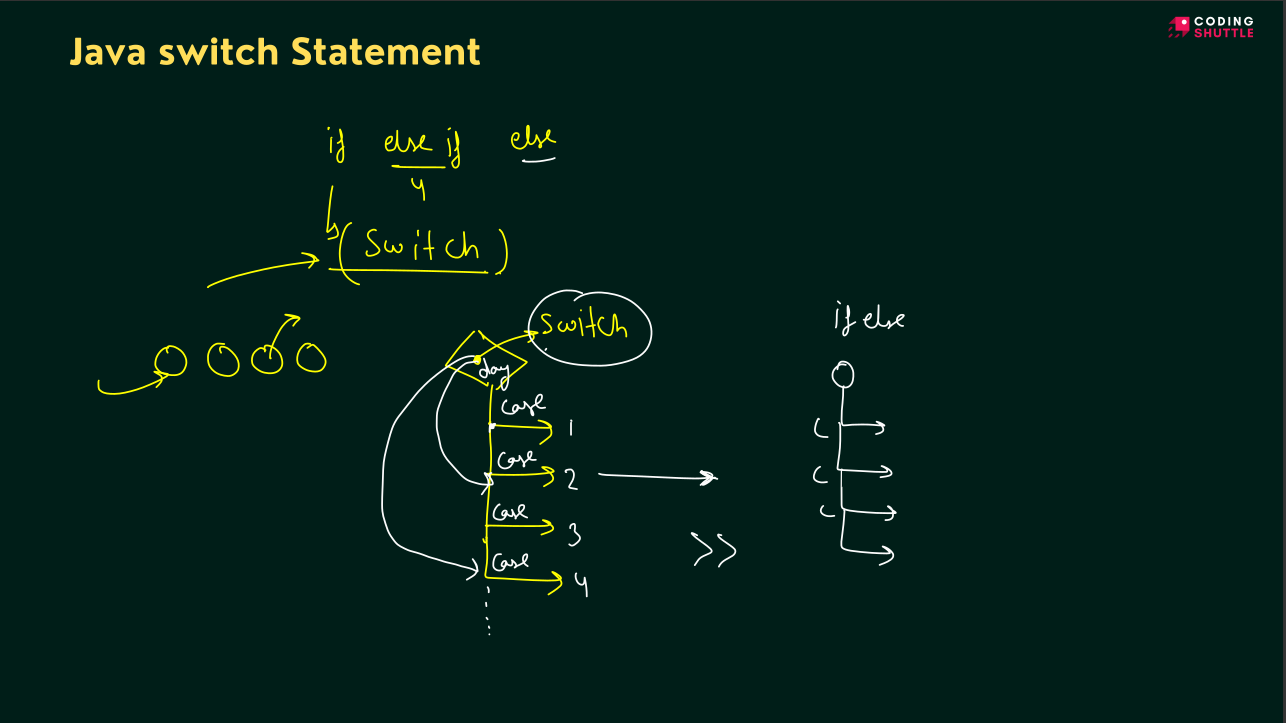 CODING
SHUTTLE
Java switch Statement
if else if else
4
(Switch)
Switch
if else
day
Case
1
Case
2
Case
3
Case
4
C
C
C
>>